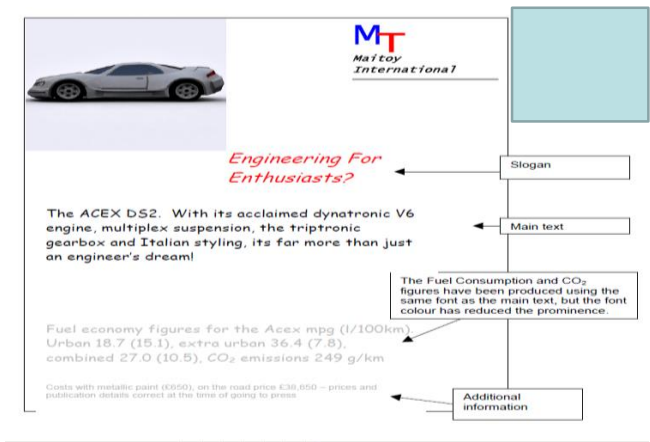 MT
Maitoy
International
Engineering For
Enthusiasts?
Slogan
The ACEX DS2. With its acclaimed dynatronic V6
engine, multiplex suspension, the triptronic
gearbox and Italian styling, its far more than just
an engineer's dream!
Main text
The Fuel Consumption and CO₂
figures have been produced using the
same font as the main text, but the font
colour has reduced the prominence.
Fuel economy figures for the Acex mpg (l/100km).
Urban 18.7 (15.1), extra urban 36.4 (7.8),
combined 27.0 (10.5), CO₂ emissions 249 g/km
Costs with metallic paint (£650), on the road price £38,650 – prices and
publication details correct at the time of going to press
Additional
information